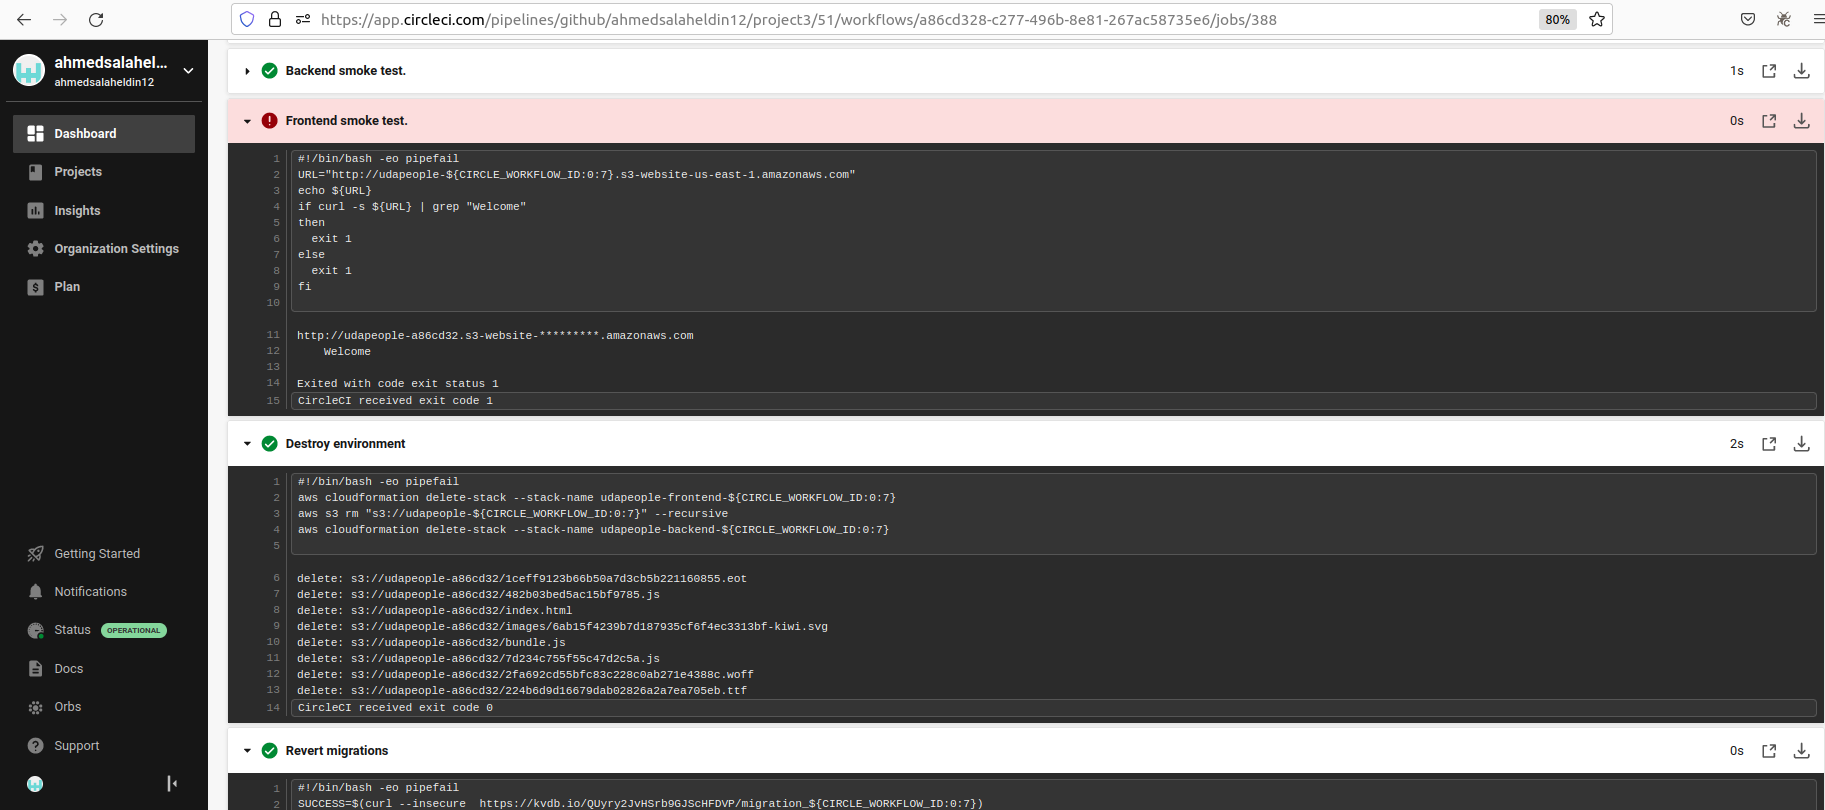 https://app.circleci.com/pipelines/github/ahmedsalaheldin12/project3/51/workflows/a86cd328-c277-496b-8e81-267ac58735e6/jobs/388
80%
ahmedsalahel...
ahmedsalaheldin12
Dashboard
Projects
Insights
Organization Settings
Plan
Getting Started
Notifications
Status OPERATIONAL
Docs
Orbs
Support
Backend smoke test.
1s
Frontend smoke test.
0s
1 #!/bin/bash -eo pipefail
2 URL="http://udapeople-${CIRCLE_WORKFLOW_ID:0:7}.s3-website-us-east-1.amazonaws.com"
3 echo ${URL}
4 if curl -s ${URL} | grep "Welcome"
5 then
6   exit 1
7 else
8   exit 1
9 fi
10
11 http://udapeople-a86cd32.s3-website-*********.amazonaws.com
12     Welcome
13
14 Exited with code exit status 1
15 CircleCI received exit code 1
Destroy environment
2s
1 #!/bin/bash -eo pipefail
2 aws cloudformation delete-stack --stack-name udapeople-frontend-${CIRCLE_WORKFLOW_ID:0:7}
3 aws s3 rm "s3://udapeople-${CIRCLE_WORKFLOW_ID:0:7}" --recursive
4 aws cloudformation delete-stack --stack-name udapeople-backend-${CIRCLE_WORKFLOW_ID:0:7}
5
6 delete: s3://udapeople-a86cd32/1ceff9123b66b50a7d3cb5b221160855.eot
7 delete: s3://udapeople-a86cd32/482b03bed5ac15bf9785.js
8 delete: s3://udapeople-a86cd32/index.html
9 delete: s3://udapeople-a86cd32/images/6ab15f4239b7d187935cf6f4ec3313bf-kiwi.svg
10 delete: s3://udapeople-a86cd32/bundle.js
11 delete: s3://udapeople-a86cd32/7d234c755f55c47d2c5a.js
12 delete: s3://udapeople-a86cd32/2fa692cd55bfc83c228c0ab271e4388c.woff
13 delete: s3://udapeople-a86cd32/224b6d9d16679dab02826a2a7ea705eb.ttf
14 CircleCI received exit code 0
Revert migrations
0s
1 #!/bin/bash -eo pipefail
2 SUCCESS=$(curl --insecure  https://kvdb.io/QUyry2JvHSrb9GJScHFDVP/migration_${CIRCLE_WORKFLOW_ID:0:7})